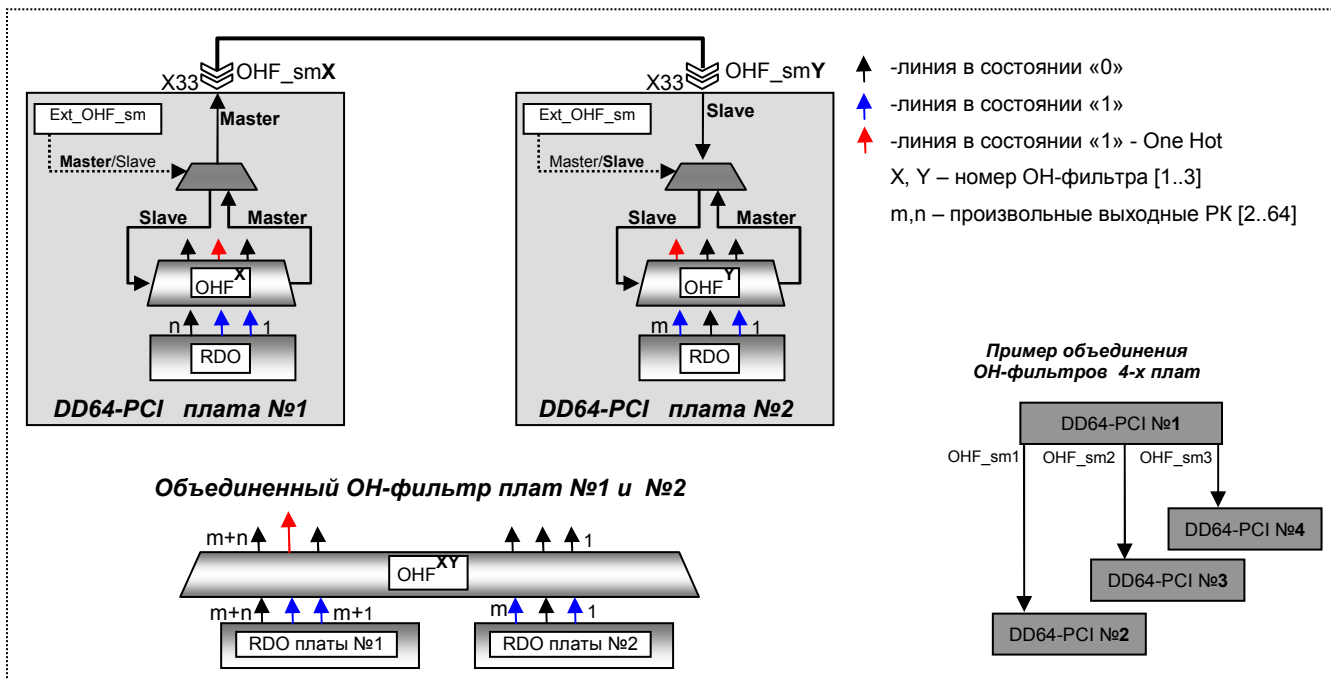 OHF_smX
X33
OHF_smY
X33
Ext_OHF_sm
Master
Master/Slave
Slave Master
OHF X
n 1
RDO
DD64-PCI плата №1
Ext_OHF_sm
Slave
Master/Slave
Slave Master
OHF Y
m 1
RDO
DD64-PCI плата №2
-линия в состоянии «0»
-линия в состоянии «1»
-линия в состоянии «1» - One Hot
X, Y – номер ОН-фильтра [1..3]
m,n – произвольные выходные РК [2..64]
Объединенный ОН-фильтр плат №1 и №2
m+n 1
OHF XY
m+n m+1 m 1
RDO платы №1 RDO платы №2
Пример объединения
ОН-фильтров 4-х плат
DD64-PCI №1
OHF_sm1 OHF_sm2 OHF_sm3
DD64-PCI №4
DD64-PCI №3
DD64-PCI №2